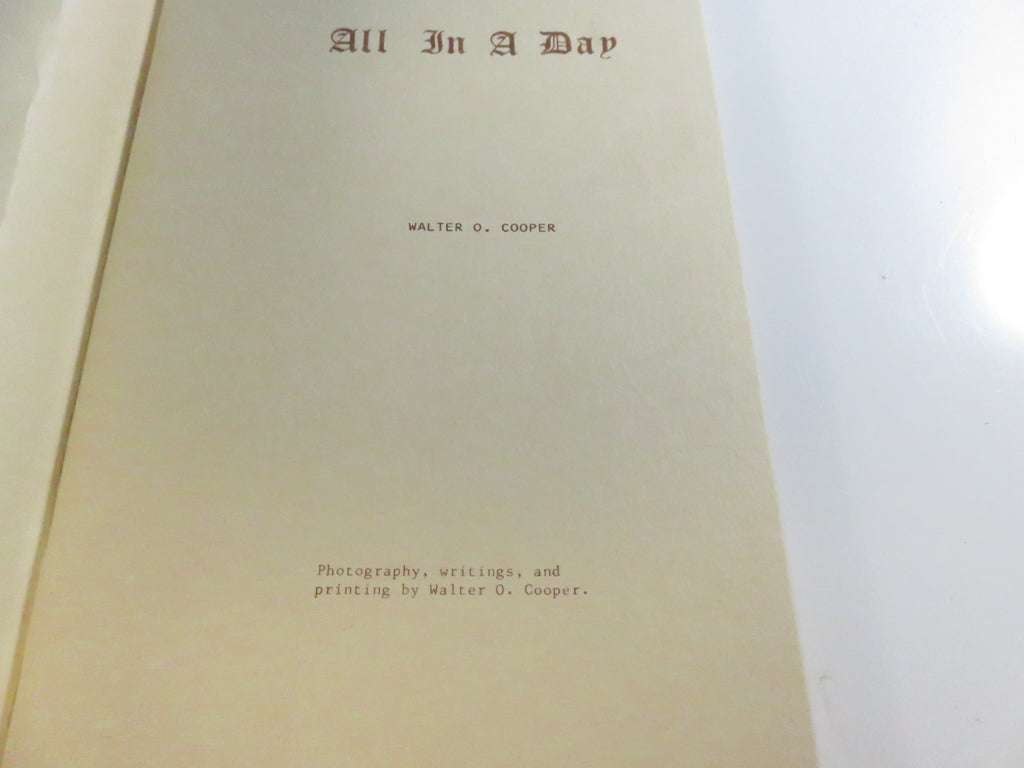 All In A Day
WALTER O. COOPER
Photography, writings, and
printing by Walter O. Cooper.